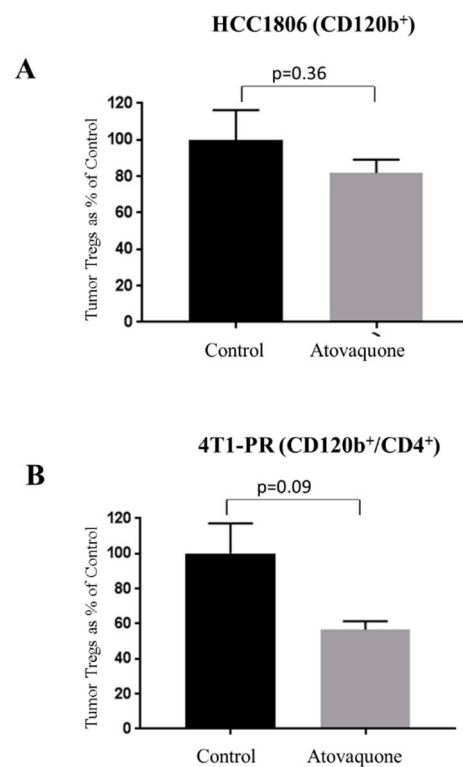 HCC1806 (CD120b⁺)
A
p=0.36
Tumor Tregs as % of Control
120
100
80
60
40
20
0
Control Atovaquone
4T1-PR (CD120b⁺/CD4⁺)
B
p=0.09
Tumor Tregs as % of Control
120
100
80
60
40
20
0
Control Atovaquone